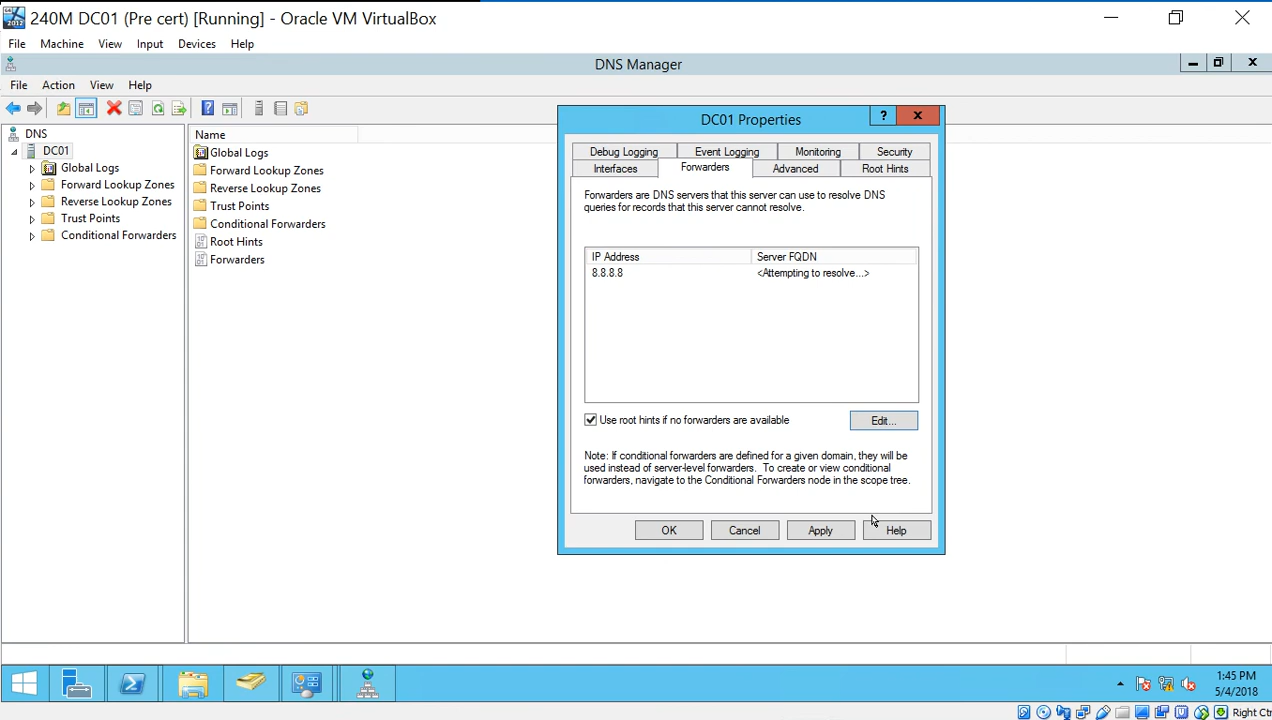 240M DC01 (Pre cert) [Running] - Oracle VM VirtualBox
File Machine View Input Devices Help
DNS Manager
File Action View Help
DNS
DC01
Global Logs
Forward Lookup Zones
Reverse Lookup Zones
Trust Points
Conditional Forwarders
Name
Global Logs
Forward Lookup Zones
Reverse Lookup Zones
Trust Points
Conditional Forwarders
Root Hints
Forwarders
DC01 Properties
?
Debug Logging Event Logging Monitoring Security
Interfaces Forwarders Advanced Root Hints
Forwarders are DNS servers that this server can use to resolve DNS
queries for records that this server cannot resolve.
IP Address Server FQDN
8.8.8.8 <Attempting to resolve...>
Use root hints if no forwarders are available Edit...
Note: If conditional forwarders are defined for a given domain, they will be
used instead of server-level forwarders. To create or view conditional
forwarders, navigate to the Conditional Forwarders node in the scope tree.
OK Cancel Apply Help
1:45 PM
5/4/2018
Right Ctr